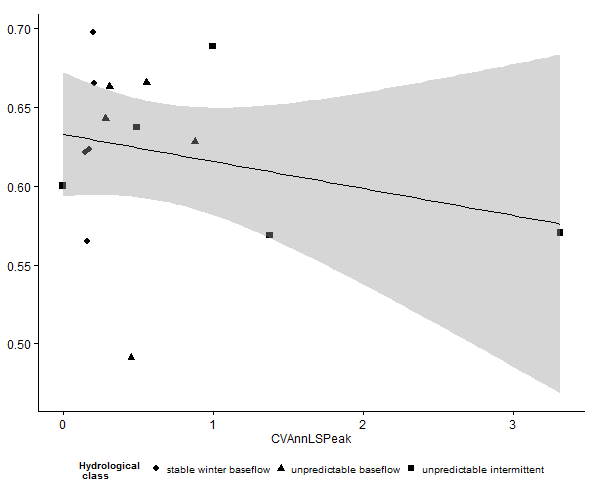 0.70
0.65
0.60
0.55
0.50
0 1 2 3
CVAnnLSPeak
Hydrological
class
stable winter baseflow unpredictable baseflow unpredictable intermittent